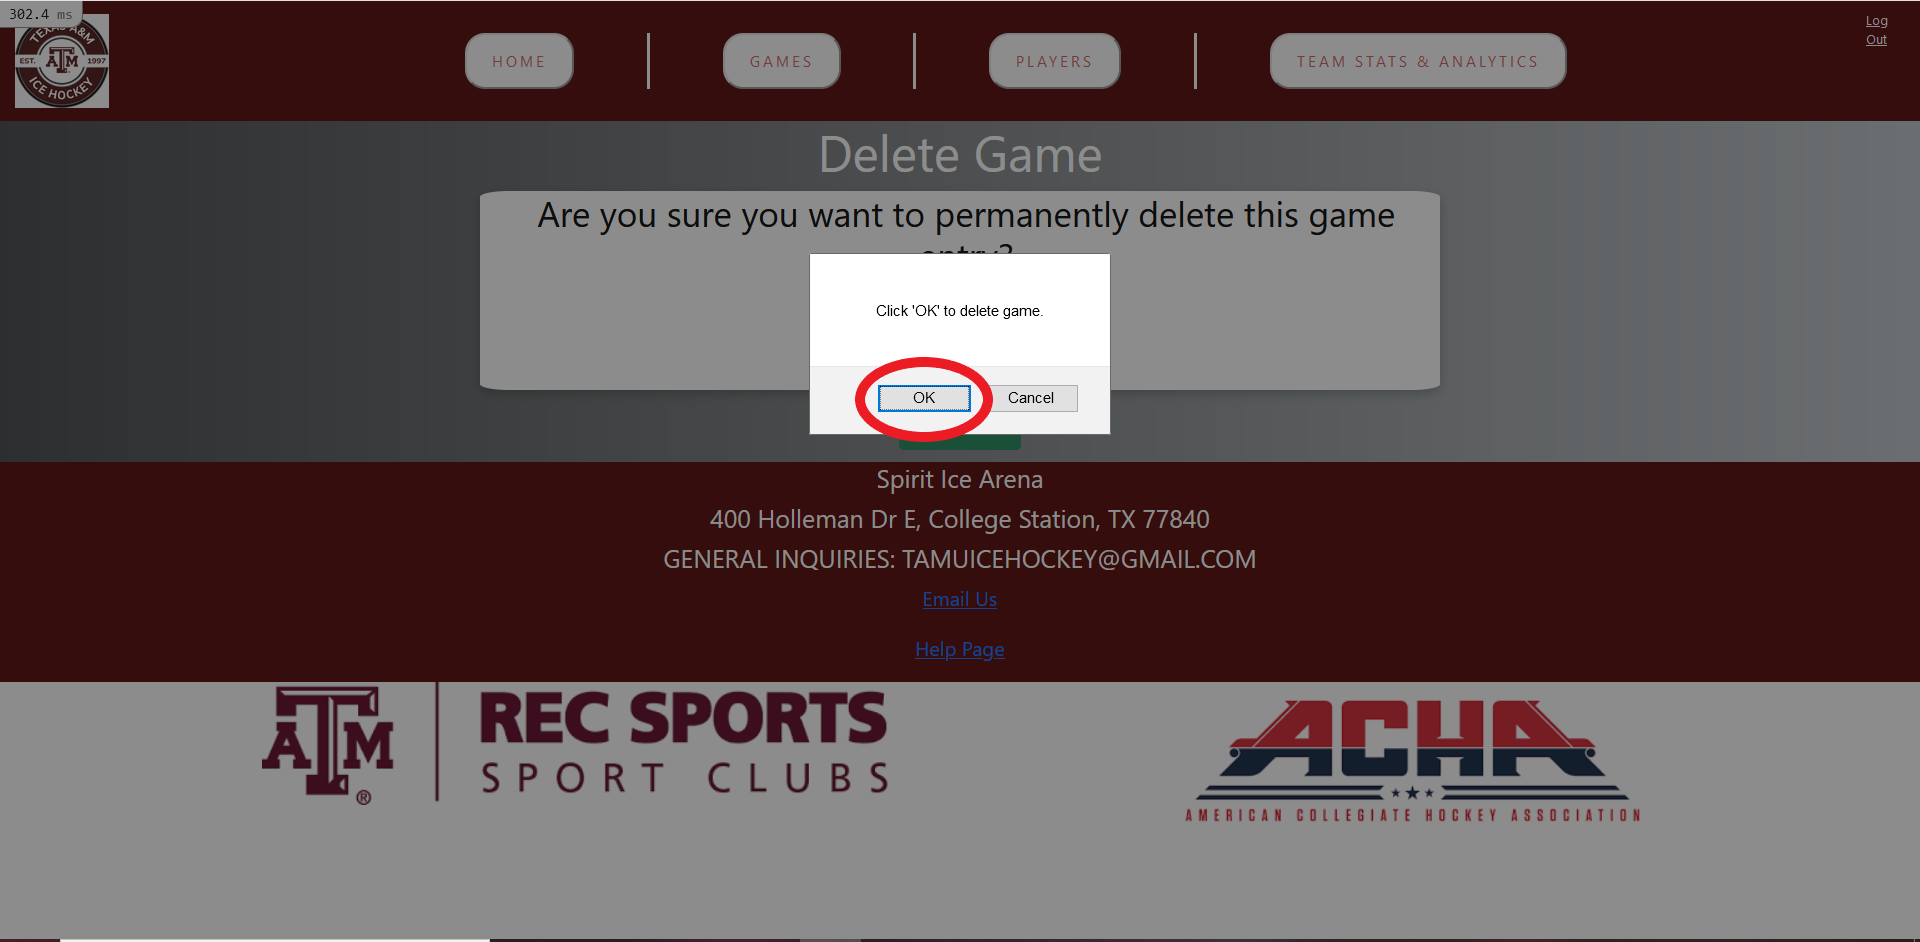 302.4 ms
TEXAS A&M
EST. ATM 1997
ICE HOCKEY
HOME
GAMES
PLAYERS
TEAM STATS & ANALYTICS
Log
Out
Delete Game
Are you sure you want to permanently delete this game
entry?
Click 'OK' to delete game.
OK
Cancel
Spirit Ice Arena
400 Holleman Dr E, College Station, TX 77840
GENERAL INQUIRIES: TAMUICEHOCKEY@GMAIL.COM
Email Us
Help Page
ATM®
REC SPORTS
SPORT CLUBS
ACHA
AMERICAN COLLEGIATE HOCKEY ASSOCIATION